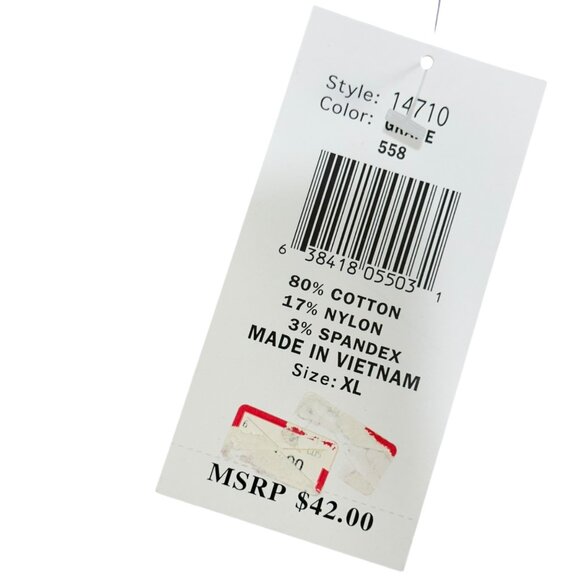 Style: 14710
Color: GRAPE
558
6 38418 05503 1
80% COTTON
17% NYLON
3% SPANDEX
MADE IN VIETNAM
Size: XL
MSRP $42.00